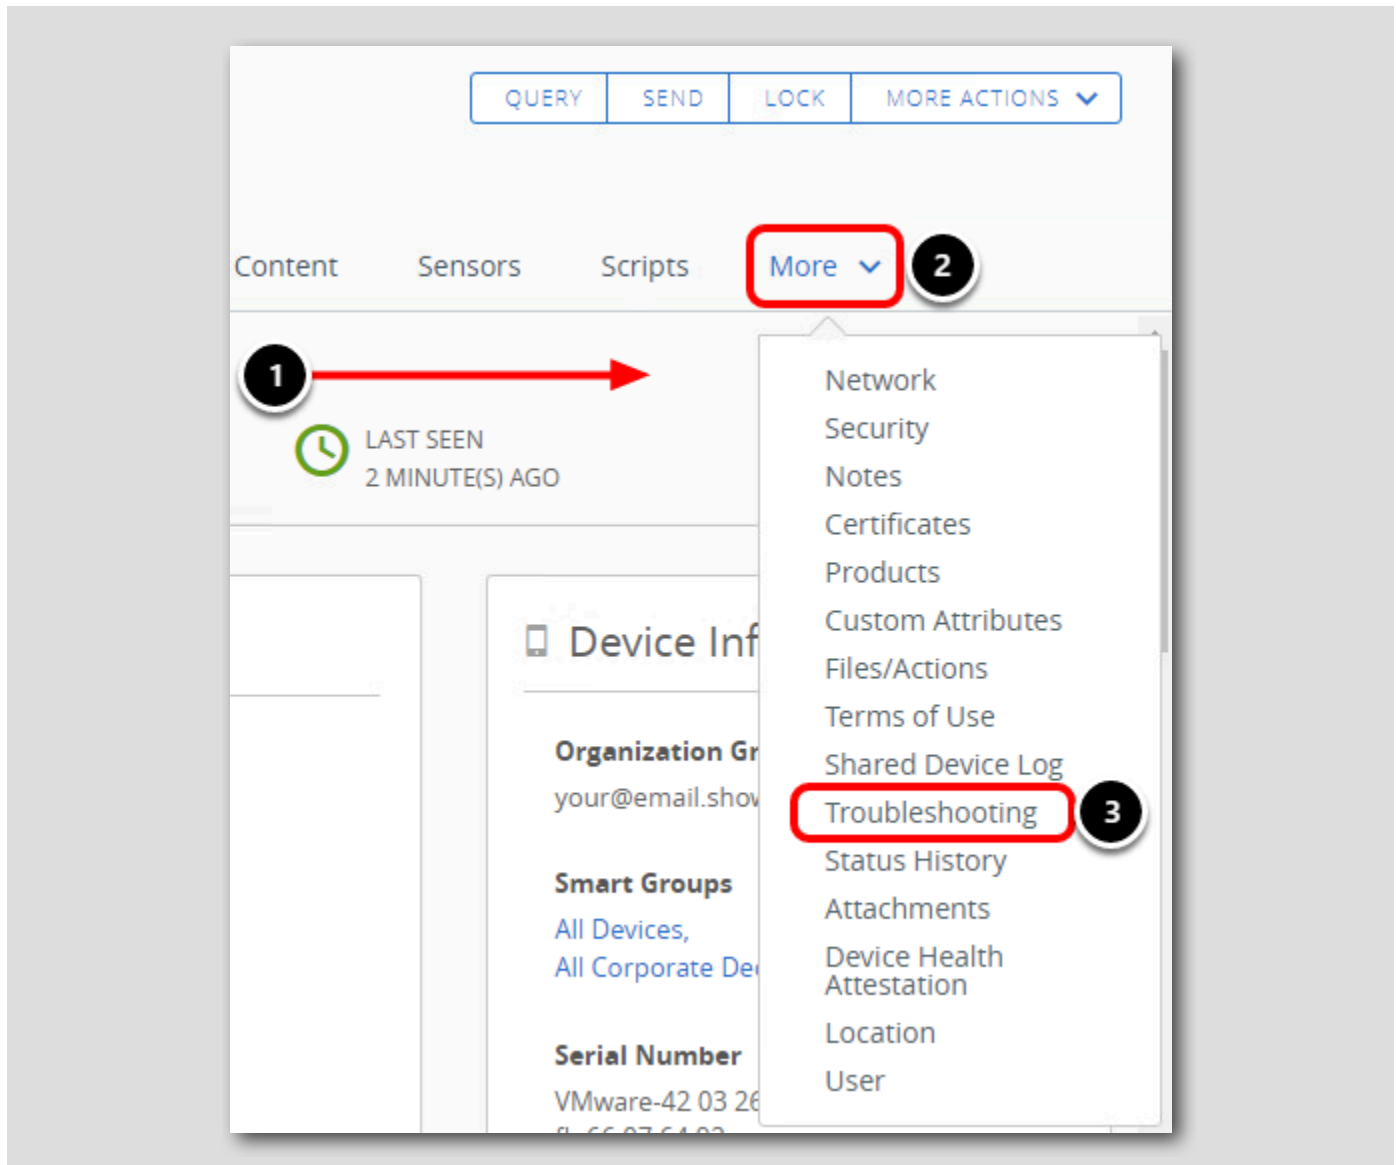 QUERY SEND LOCK MORE ACTIONS
Content Sensors Scripts More 2
1
LAST SEEN
2 MINUTE(S) AGO
Network
Security
Notes
Certificates
Products
Custom Attributes
Files/Actions
Terms of Use
Shared Device Log
Troubleshooting 3
Status History
Attachments
Device Health
Attestation
Location
User
Device Inf
Organization Gr
your@email.show
Smart Groups
All Devices,
All Corporate De
Serial Number
VMware-42 03 26